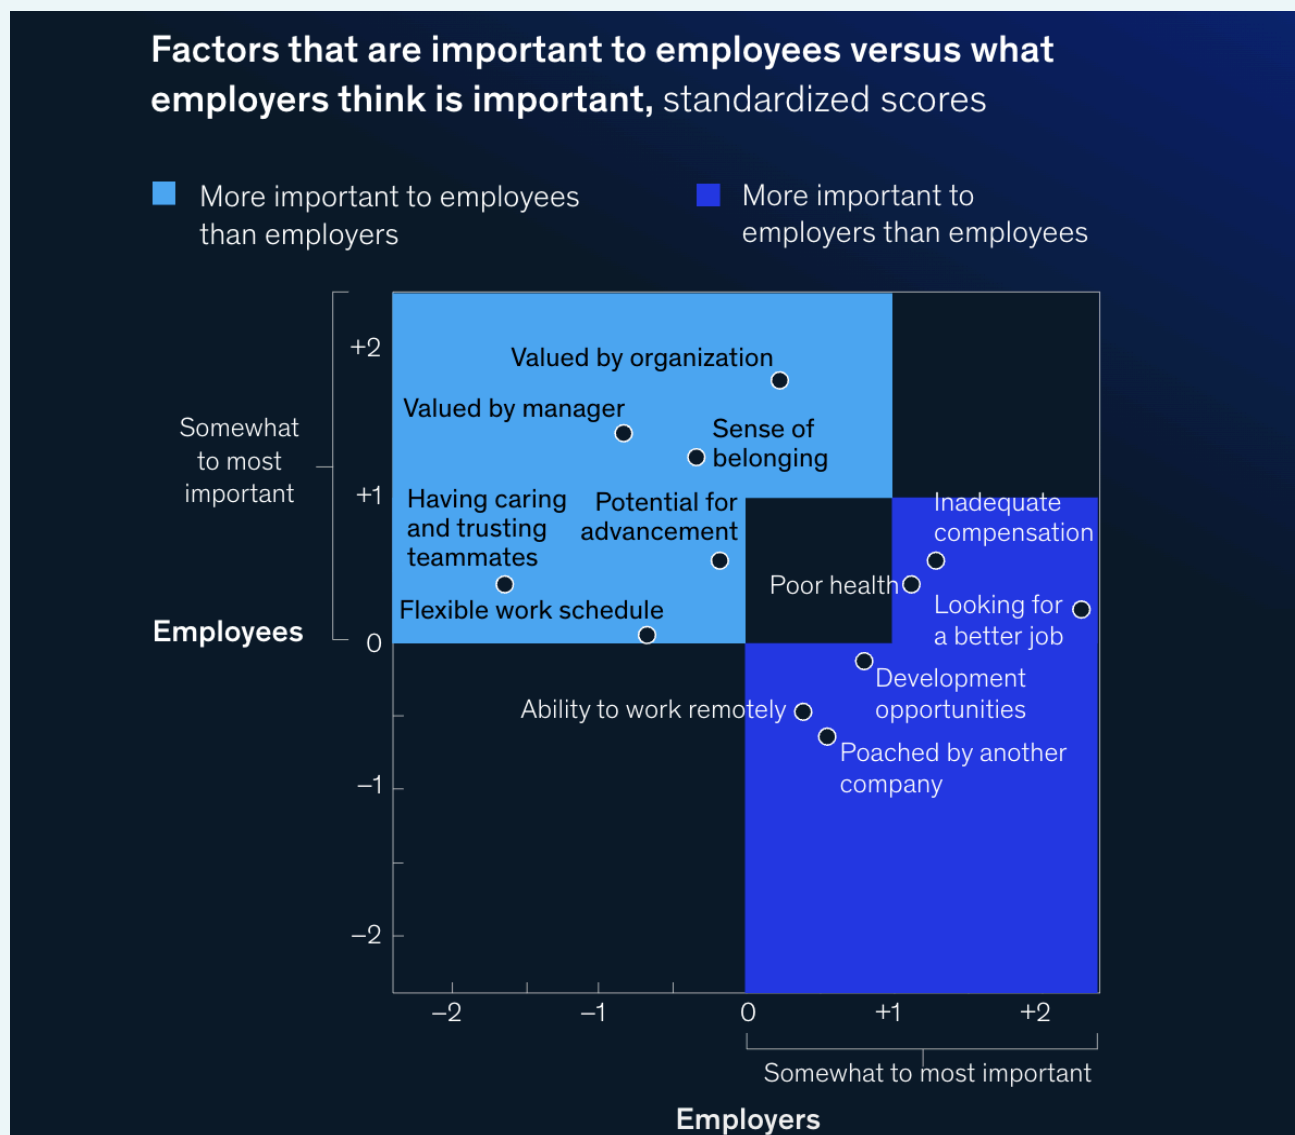 Factors that are important to employees versus what
employers think is important, standardized scores
More important to employees
than employers
More important to
employers than employees
+2
Valued by organization
Valued by manager
Somewhat
to most
important
Sense of
belonging
+1
Having caring
and trusting
teammates
Potential for
advancement
Inadequate
compensation
Poor health
Flexible work schedule
Looking for
a better job
Employees
0
Development
opportunities
Ability to work remotely
Poached by another
company
−1
−2
−2
−1
0
+1
+2
Somewhat to most important
Employers